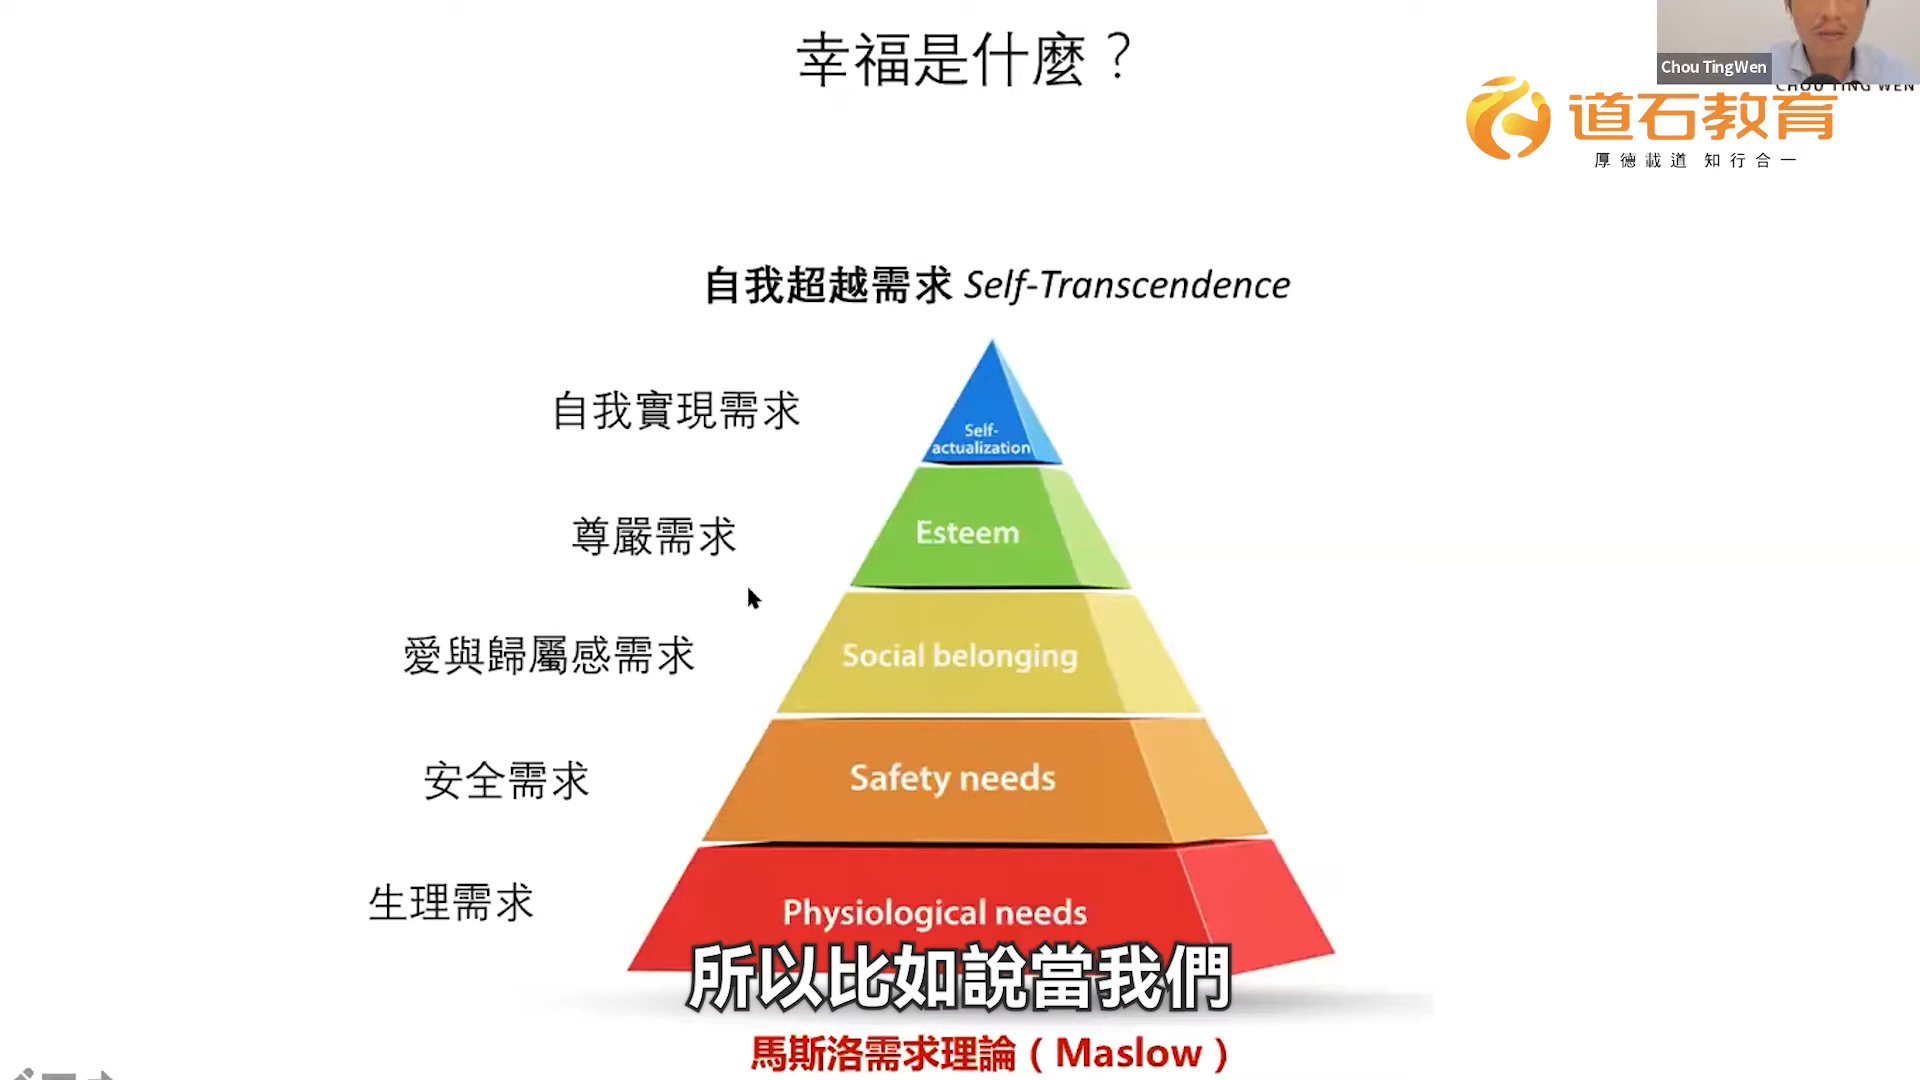 幸福是什麼？
Chou TingWen
CHOU TING WEN
道石教育
厚德載道 知行合一
自我超越需求 Self-Transcendence
自我實現需求
Self-
actualization
尊嚴需求
Esteem
愛與歸屬感需求
Social belonging
安全需求
Safety needs
生理需求
Physiological needs
所以比如說當我們
馬斯洛需求理論（Maslow）